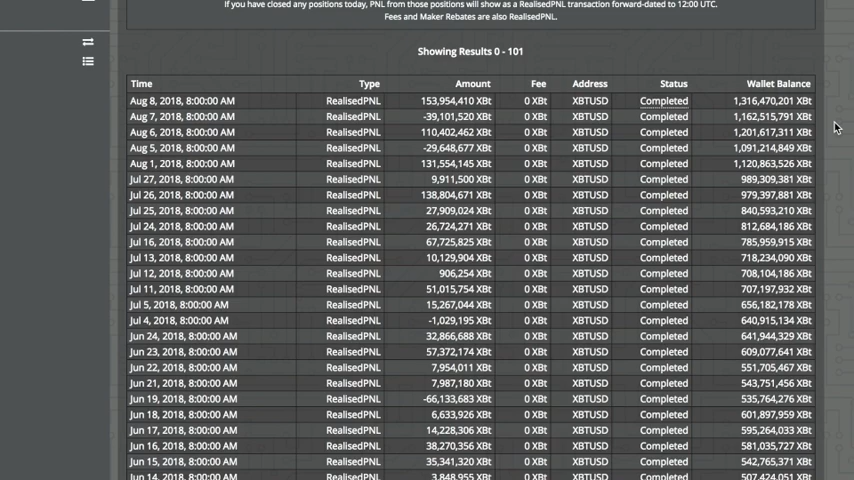 If you have closed any positions today, PNL from those positions will show as a RealisedPNL transaction forward-dated to 12:00 UTC.
Fees and Maker Rebates are also RealisedPNL.
Showing Results 0 - 101
Time Type Amount Fee Address Status Wallet Balance
Aug 8, 2018, 8:00:00 AM RealisedPNL 153,954,410 XBt 0 XBt XBTUSD Completed 1,316,470,201 XBt
Aug 7, 2018, 8:00:00 AM RealisedPNL -39,101,520 XBt 0 XBt XBTUSD Completed 1,162,515,791 XBt
Aug 6, 2018, 8:00:00 AM RealisedPNL 110,402,462 XBt 0 XBt XBTUSD Completed 1,201,617,311 XBt
Aug 5, 2018, 8:00:00 AM RealisedPNL -29,648,677 XBt 0 XBt XBTUSD Completed 1,091,214,849 XBt
Aug 1, 2018, 8:00:00 AM RealisedPNL 131,554,145 XBt 0 XBt XBTUSD Completed 1,120,863,526 XBt
Jul 27, 2018, 8:00:00 AM RealisedPNL 9,911,500 XBt 0 XBt XBTUSD Completed 989,309,381 XBt
Jul 26, 2018, 8:00:00 AM RealisedPNL 138,804,671 XBt 0 XBt XBTUSD Completed 979,397,881 XBt
Jul 25, 2018, 8:00:00 AM RealisedPNL 27,909,024 XBt 0 XBt XBTUSD Completed 840,593,210 XBt
Jul 24, 2018, 8:00:00 AM RealisedPNL 26,724,271 XBt 0 XBt XBTUSD Completed 812,684,186 XBt
Jul 16, 2018, 8:00:00 AM RealisedPNL 67,725,825 XBt 0 XBt XBTUSD Completed 785,959,915 XBt
Jul 13, 2018, 8:00:00 AM RealisedPNL 10,129,904 XBt 0 XBt XBTUSD Completed 718,234,090 XBt
Jul 12, 2018, 8:00:00 AM RealisedPNL 906,254 XBt 0 XBt XBTUSD Completed 708,104,186 XBt
Jul 11, 2018, 8:00:00 AM RealisedPNL 51,015,754 XBt 0 XBt XBTUSD Completed 707,197,932 XBt
Jul 5, 2018, 8:00:00 AM RealisedPNL 15,267,044 XBt 0 XBt XBTUSD Completed 656,182,178 XBt
Jul 4, 2018, 8:00:00 AM RealisedPNL -1,029,195 XBt 0 XBt XBTUSD Completed 640,915,134 XBt
Jun 24, 2018, 8:00:00 AM RealisedPNL 32,866,688 XBt 0 XBt XBTUSD Completed 641,944,329 XBt
Jun 23, 2018, 8:00:00 AM RealisedPNL 57,372,174 XBt 0 XBt XBTUSD Completed 609,077,641 XBt
Jun 22, 2018, 8:00:00 AM RealisedPNL 7,954,011 XBt 0 XBt XBTUSD Completed 551,705,467 XBt
Jun 21, 2018, 8:00:00 AM RealisedPNL 7,987,180 XBt 0 XBt XBTUSD Completed 543,751,456 XBt
Jun 19, 2018, 8:00:00 AM RealisedPNL -66,133,683 XBt 0 XBt XBTUSD Completed 535,764,276 XBt
Jun 18, 2018, 8:00:00 AM RealisedPNL 6,633,926 XBt 0 XBt XBTUSD Completed 601,897,959 XBt
Jun 17, 2018, 8:00:00 AM RealisedPNL 14,228,306 XBt 0 XBt XBTUSD Completed 595,264,033 XBt
Jun 16, 2018, 8:00:00 AM RealisedPNL 38,270,356 XBt 0 XBt XBTUSD Completed 581,035,727 XBt
Jun 15, 2018, 8:00:00 AM RealisedPNL 35,341,320 XBt 0 XBt XBTUSD Completed 542,765,371 XBt
Jun 14, 2018, 8:00:00 AM RealisedPNL 3,848,955 XBt 0 XBt XBTUSD Completed 507,424,051 XBt